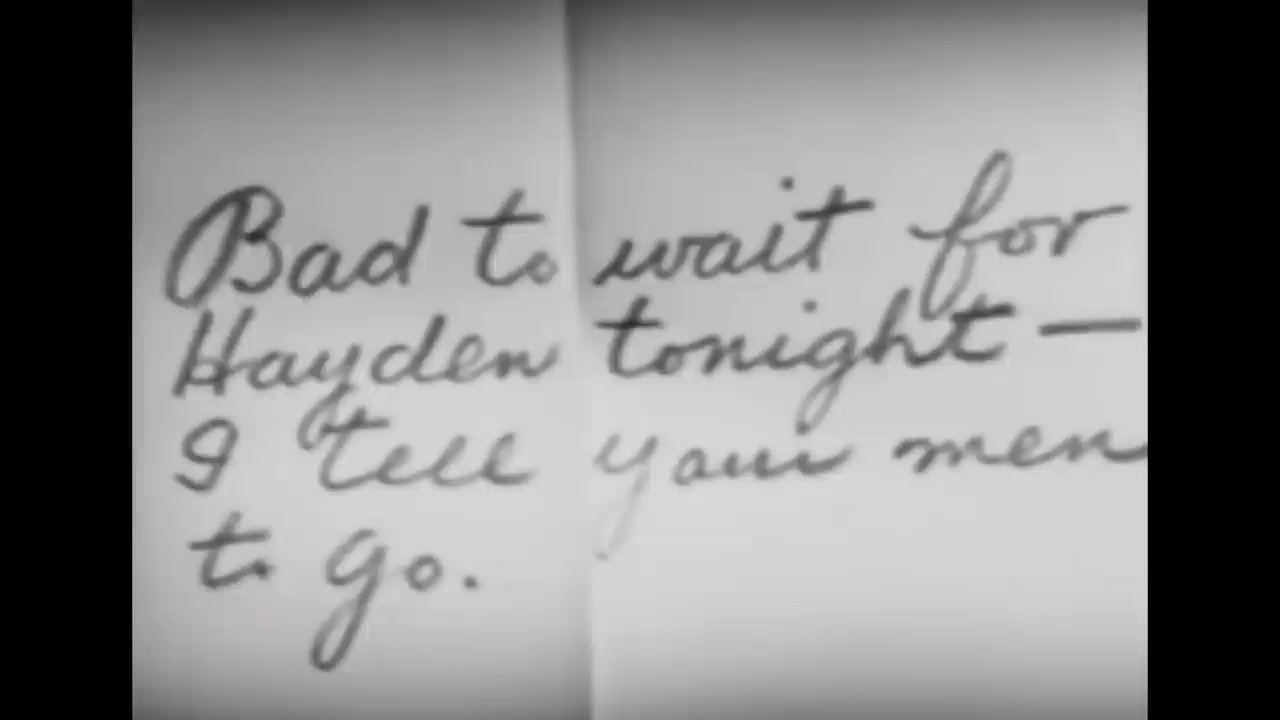 Bad to wait for
Hayden tonight —
I tell your men
to go.